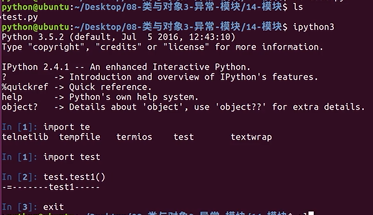 python@ubuntu:~/Desktop/08-类与对象3-异常-模块/14-模块$ ls
test.py
python@ubuntu:~/Desktop/08-类与对象3-异常-模块/14-模块$ ipython3
Python 3.5.2 (default, Jul  5 2016, 12:43:10)
Type "copyright", "credits" or "license" for more information.

IPython 2.4.1 -- An enhanced Interactive Python.
?         -> Introduction and overview of IPython's features.
%quickref -> Quick reference.
help      -> Python's own help system.
object?   -> Details about 'object', use 'object??' for extra details.

In [1]: import te
telnetlib  tempfile  termios  test  textwrap

In [1]: import test

In [2]: test.test1()
-=-------test1-----

In [3]: exit